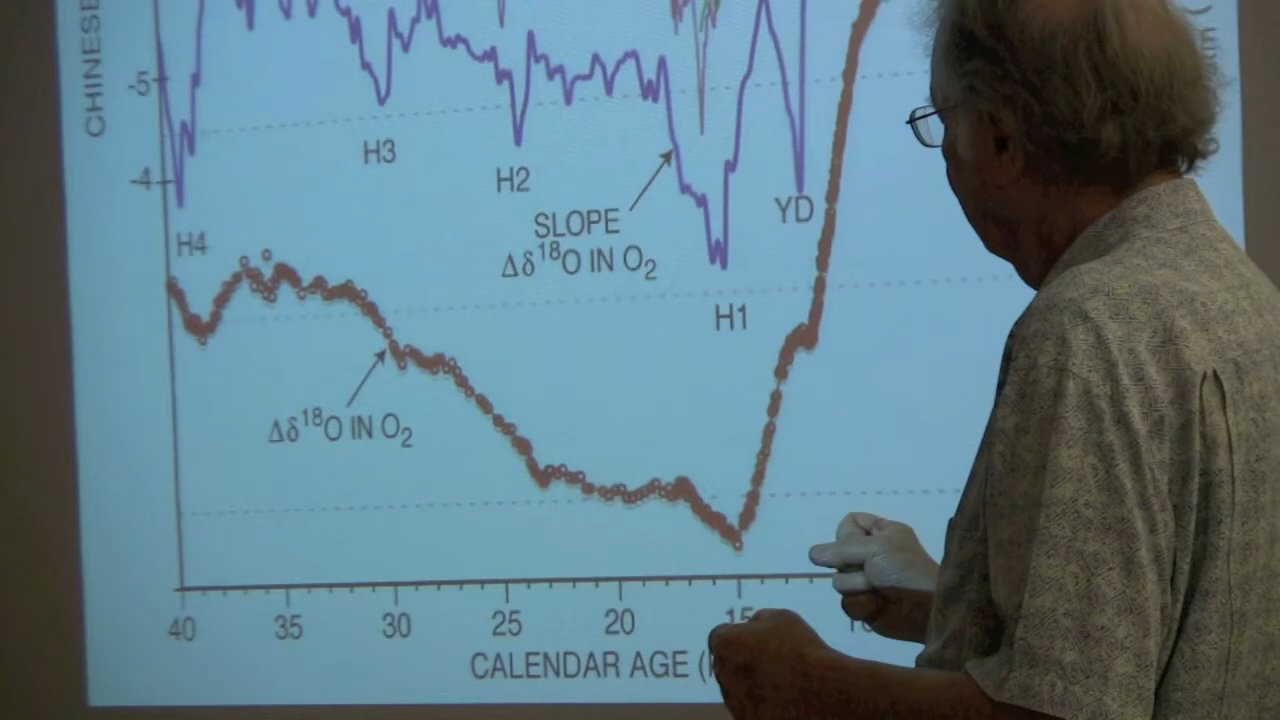 CHINESE
-5
-4
H3
H2
SLOPE
Δδ¹⁸O IN O₂
YD
H4
H1
Δδ¹⁸O IN O₂
40 35 30 25 20 15
CALENDAR AGE (